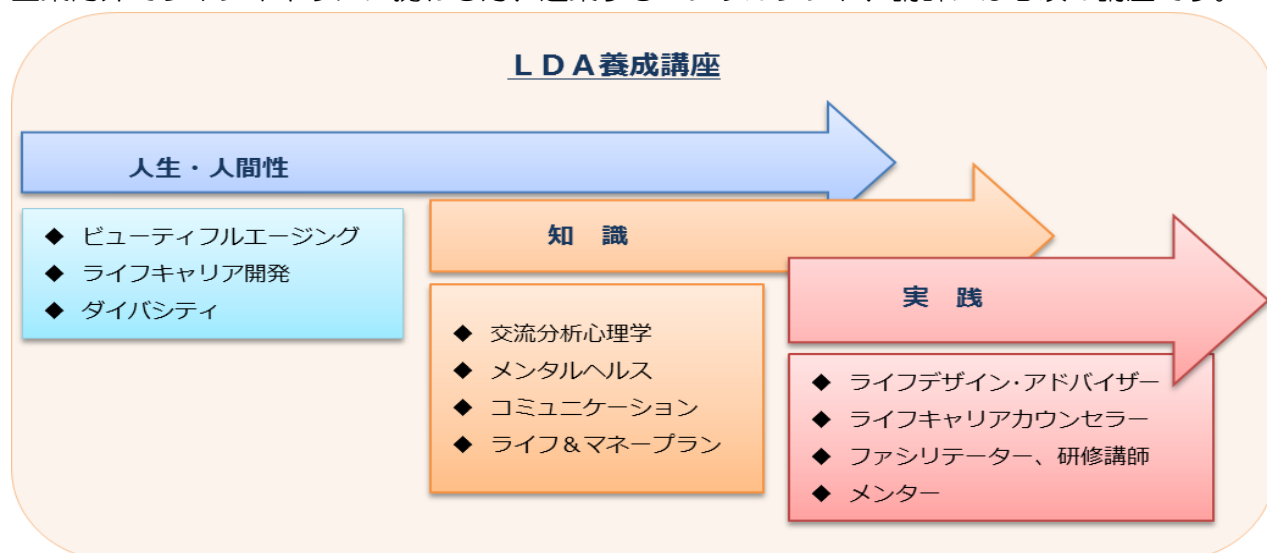 ＬＤＡ養成講座
人生・人間性
◆ ビューティフルエージング
◆ ライフキャリア開発
◆ ダイバシティ
知　識
◆ 交流分析心理学
◆ メンタルヘルス
◆ コミュニケーション
◆ ライフ＆マネープラン
実　践
◆ ライフデザイン・アドバイザー
◆ ライフキャリアカウンセラー
◆ ファシリテーター、研修講師
◆ メンター